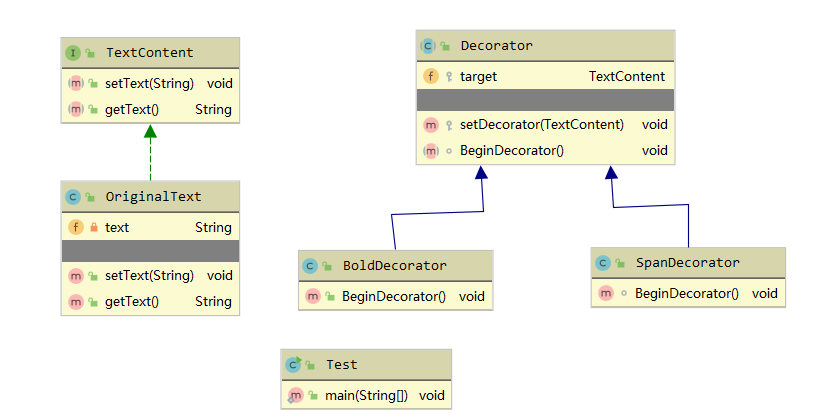 TextContent
setText(String) void
getText() String
OriginalText
text String
setText(String) void
getText() String
Decorator
target TextContent
setDecorator(TextContent) void
BeginDecorator() void
BoldDecorator
BeginDecorator() void
SpanDecorator
BeginDecorator() void
Test
main(String[]) void